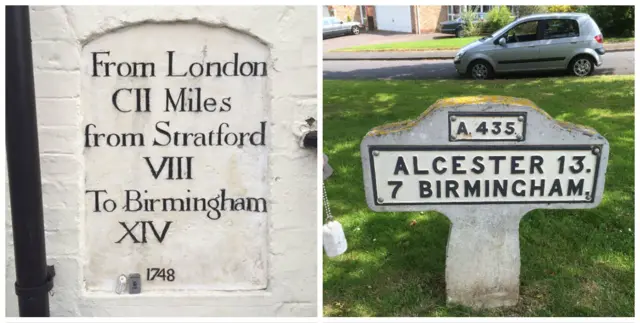 From London
CII Miles
from Stratford
VIII
To Birmingham
XIV
1748
A.435.
ALCESTER 13.
7 BIRMINGHAM.